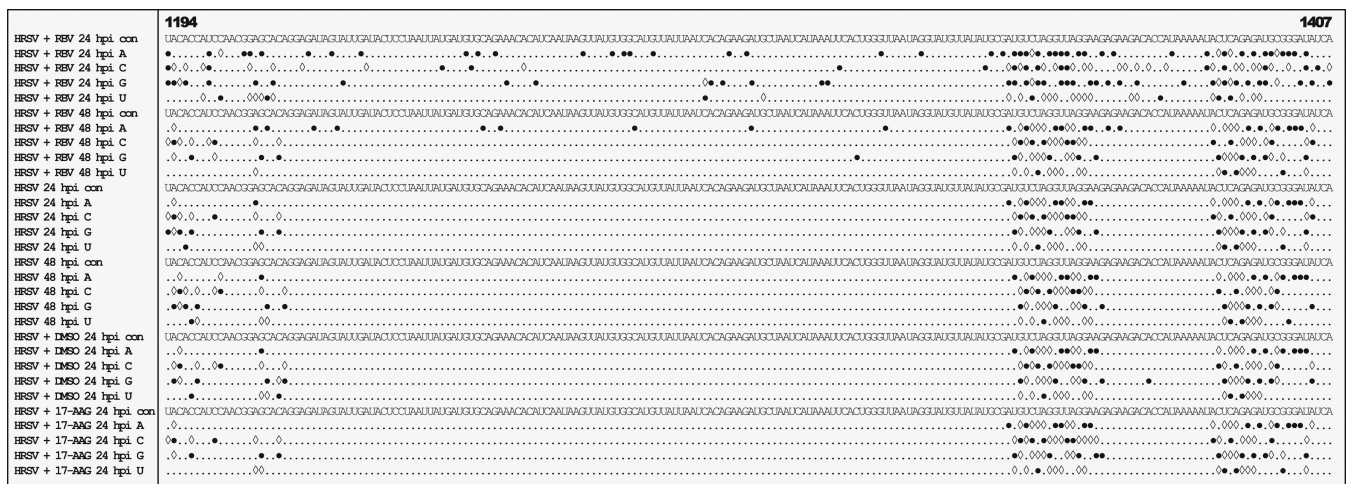 1194 1407
HRSV + RBV 24 hpi con UACACCAUCCAACGGAGCACAGGAGAUAGUAUUGAUACUCCUAAUUAUGAUGUGCAGAAACACAUCAAUAAGUUAUGUGGCAUGUUAUUAAUCACAGAAGAUGCUAAUCAUAAAUUCACUGGGUUAAUAGGUAUGUUAUAUGCGAUGUCUAGGUUAGGAAGAGAAGACACCAUAAAAAUACUCAGAGAUGCGGGAUAUCA
HRSV + RBV 24 hpi A
HRSV + RBV 24 hpi C
HRSV + RBV 24 hpi G
HRSV + RBV 24 hpi U
HRSV + RBV 48 hpi con UACACCAUCCAACGGAGCACAGGAGAUAGUAUUGAUACUCCUAAUUAUGAUGUGCAGAAACACAUCAAUAAGUUAUGUGGCAUGUUAUUAAUCACAGAAGAUGCUAAUCAUAAAUUCACUGGGUUAAUAGGUAUGUUAUAUGCGAUGUCUAGGUUAGGAAGAGAAGACACCAUAAAAAUACUCAGAGAUGCGGGAUAUCA
HRSV + RBV 48 hpi A
HRSV + RBV 48 hpi C
HRSV + RBV 48 hpi G
HRSV + RBV 48 hpi U
HRSV 24 hpi con UACACCAUCCAACGGAGCACAGGAGAUAGUAUUGAUACUCCUAAUUAUGAUGUGCAGAAACACAUCAAUAAGUUAUGUGGCAUGUUAUUAAUCACAGAAGAUGCUAAUCAUAAAUUCACUGGGUUAAUAGGUAUGUUAUAUGCGAUGUCUAGGUUAGGAAGAGAAGACACCAUAAAAAUACUCAGAGAUGCGGGAUAUCA
HRSV 24 hpi A
HRSV 24 hpi C
HRSV 24 hpi G
HRSV 24 hpi U
HRSV 48 hpi con UACACCAUCCAACGGAGCACAGGAGAUAGUAUUGAUACUCCUAAUUAUGAUGUGCAGAAACACAUCAAUAAGUUAUGUGGCAUGUUAUUAAUCACAGAAGAUGCUAAUCAUAAAUUCACUGGGUUAAUAGGUAUGUUAUAUGCGAUGUCUAGGUUAGGAAGAGAAGACACCAUAAAAAUACUCAGAGAUGCGGGAUAUCA
HRSV 48 hpi A
HRSV 48 hpi C
HRSV 48 hpi G
HRSV 48 hpi U
HRSV + DMSO 24 hpi con UACACCAUCCAACGGAGCACAGGAGAUAGUAUUGAUACUCCUAAUUAUGAUGUGCAGAAACACAUCAAUAAGUUAUGUGGCAUGUUAUUAAUCACAGAAGAUGCUAAUCAUAAAUUCACUGGGUUAAUAGGUAUGUUAUAUGCGAUGUCUAGGUUAGGAAGAGAAGACACCAUAAAAAUACUCAGAGAUGCGGGAUAUCA
HRSV + DMSO 24 hpi A
HRSV + DMSO 24 hpi C
HRSV + DMSO 24 hpi G
HRSV + DMSO 24 hpi U
HRSV + 17-AAG 24 hpi con UACACCAUCCAACGGAGCACAGGAGAUAGUAUUGAUACUCCUAAUUAUGAUGUGCAGAAACACAUCAAUAAGUUAUGUGGCAUGUUAUUAAUCACAGAAGAUGCUAAUCAUAAAUUCACUGGGUUAAUAGGUAUGUUAUAUGCGAUGUCUAGGUUAGGAAGAGAAGACACCAUAAAAAUACUCAGAGAUGCGGGAUAUCA
HRSV + 17-AAG 24 hpi A
HRSV + 17-AAG 24 hpi C
HRSV + 17-AAG 24 hpi G
HRSV + 17-AAG 24 hpi U